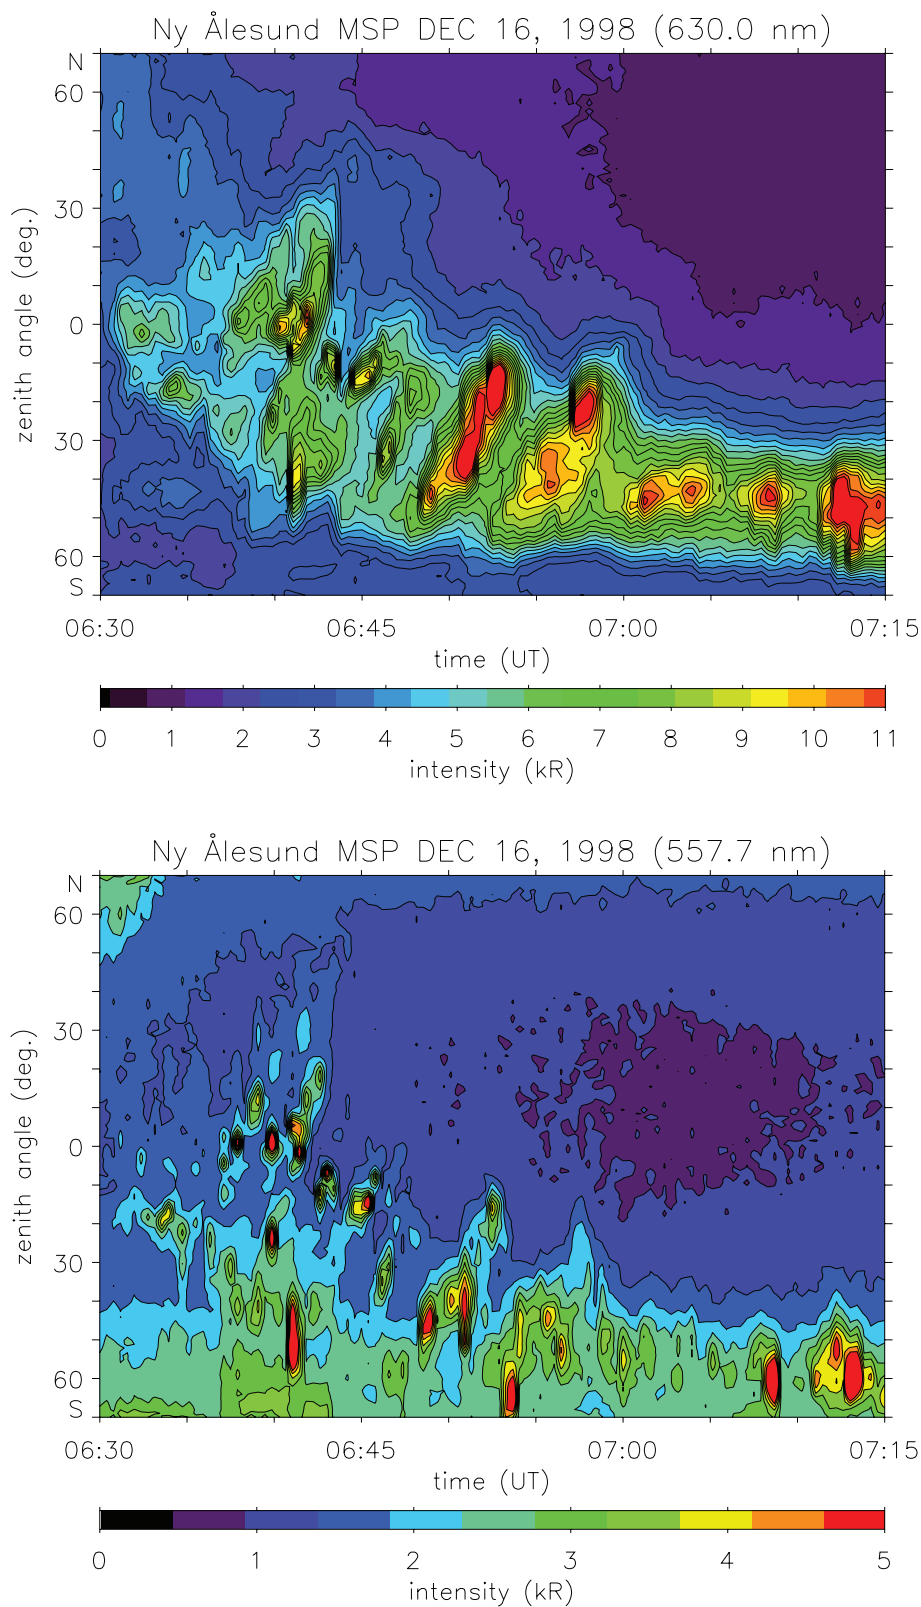 Ny Ålesund MSP DEC 16, 1998 (630.0 nm)
N
60
30
0
30
60
S
zenith angle (deg.)
06:30 06:45 07:00 07:15
time (UT)
0 1 2 3 4 5 6 7 8 9 10 11
intensity (kR)
Ny Ålesund MSP DEC 16, 1998 (557.7 nm)
N
60
30
0
30
60
S
zenith angle (deg.)
06:30 06:45 07:00 07:15
time (UT)
0 1 2 3 4 5
intensity (kR)